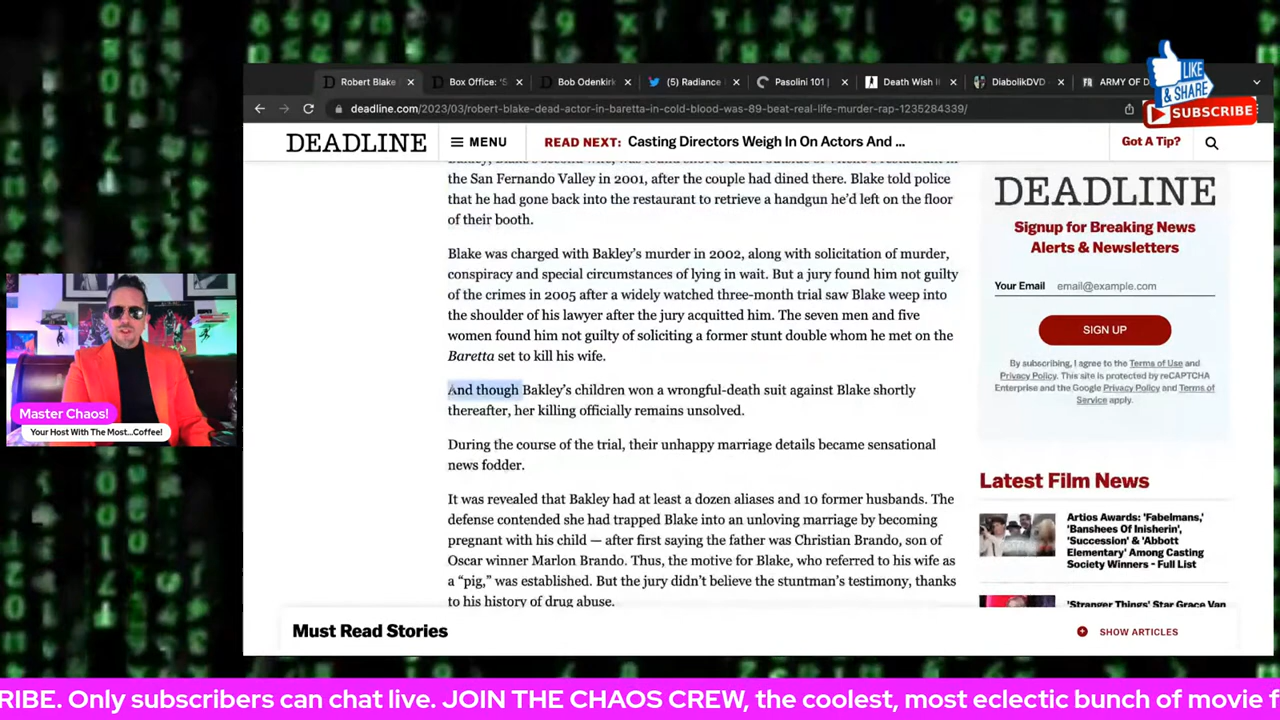 Robert Blake
Box Office: 'S
Bob Odenkirk
(5) Radiance
Pasolini 101 |
Death Wish II
DiabolikDVD
ARMY OF D
LIKE
& SHARE
SUBSCRIBE
deadline.com/2023/03/robert-blake-dead-actor-in-baretta-in-cold-blood-was-89-beat-real-life-murder-rap-1235284339/
DEADLINE
MENU
READ NEXT: Casting Directors Weigh In On Actors And ...
Got A Tip?
Bakley, Blake's second wife, was found shot to death outside of Vitello's restaurant in
the San Fernando Valley in 2001, after the couple had dined there. Blake told police
that he had gone back into the restaurant to retrieve a handgun he'd left on the floor
of their booth.
Blake was charged with Bakley's murder in 2002, along with solicitation of murder,
conspiracy and special circumstances of lying in wait. But a jury found him not guilty
of the crimes in 2005 after a widely watched three-month trial saw Blake weep into
the shoulder of his lawyer after the jury acquitted him. The seven men and five
women found him not guilty of soliciting a former stunt double whom he met on the
Baretta set to kill his wife.
Amthough Bakley's children won a wrongful-death suit against Blake shortly
thereafter, her killing officially remains unsolved.
During the course of the trial, their unhappy marriage details became sensational
news fodder.
It was revealed that Bakley had at least a dozen aliases and 10 former husbands. The
defense contended she had trapped Blake into an unloving marriage by becoming
pregnant with his child — after first saying the father was Christian Brando, son of
Oscar winner Marlon Brando. Thus, the motive for Blake, who referred to his wife as
a "pig," was established. But the jury didn't believe the stuntman's testimony, thanks
to his history of drug abuse.
DEADLINE
Signup for Breaking News
Alerts & Newsletters
Your Email email@example.com
SIGN UP
By subscribing, I agree to the Terms of Use and
Privacy Policy. This site is protected by reCAPTCHA
Enterprise and the Google Privacy Policy and Terms of
Service apply.
Latest Film News
Artios Awards: 'Fabelmans,'
'Banshees Of Inisherin',
'Succession' & 'Abbott
Elementary' Among Casting
Society Winners - Full List
'Stranger Things' Star Grace Van
Must Read Stories
SHOW ARTICLES
Master Chaos!
Your Host With The Most...Coffee!
RIBE. Only subscribers can chat live. JOIN THE CHAOS CREW, the coolest, most eclectic bunch of movie f